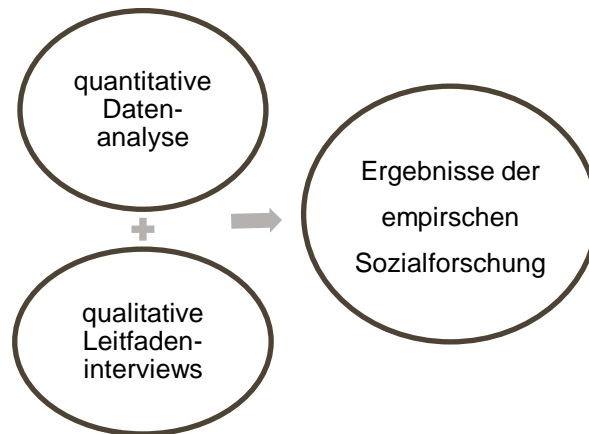 quantitative
Daten-
analyse
+
qualitative
Leitfaden-
interviews
Ergebnisse der
empirschen
Sozialforschung